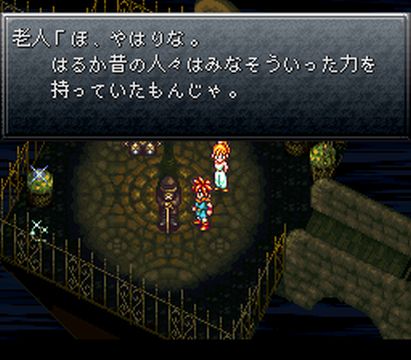 老人「ほ、やはりな。
はるか昔の人々はみなそういった力を
持っていたもんじゃ。